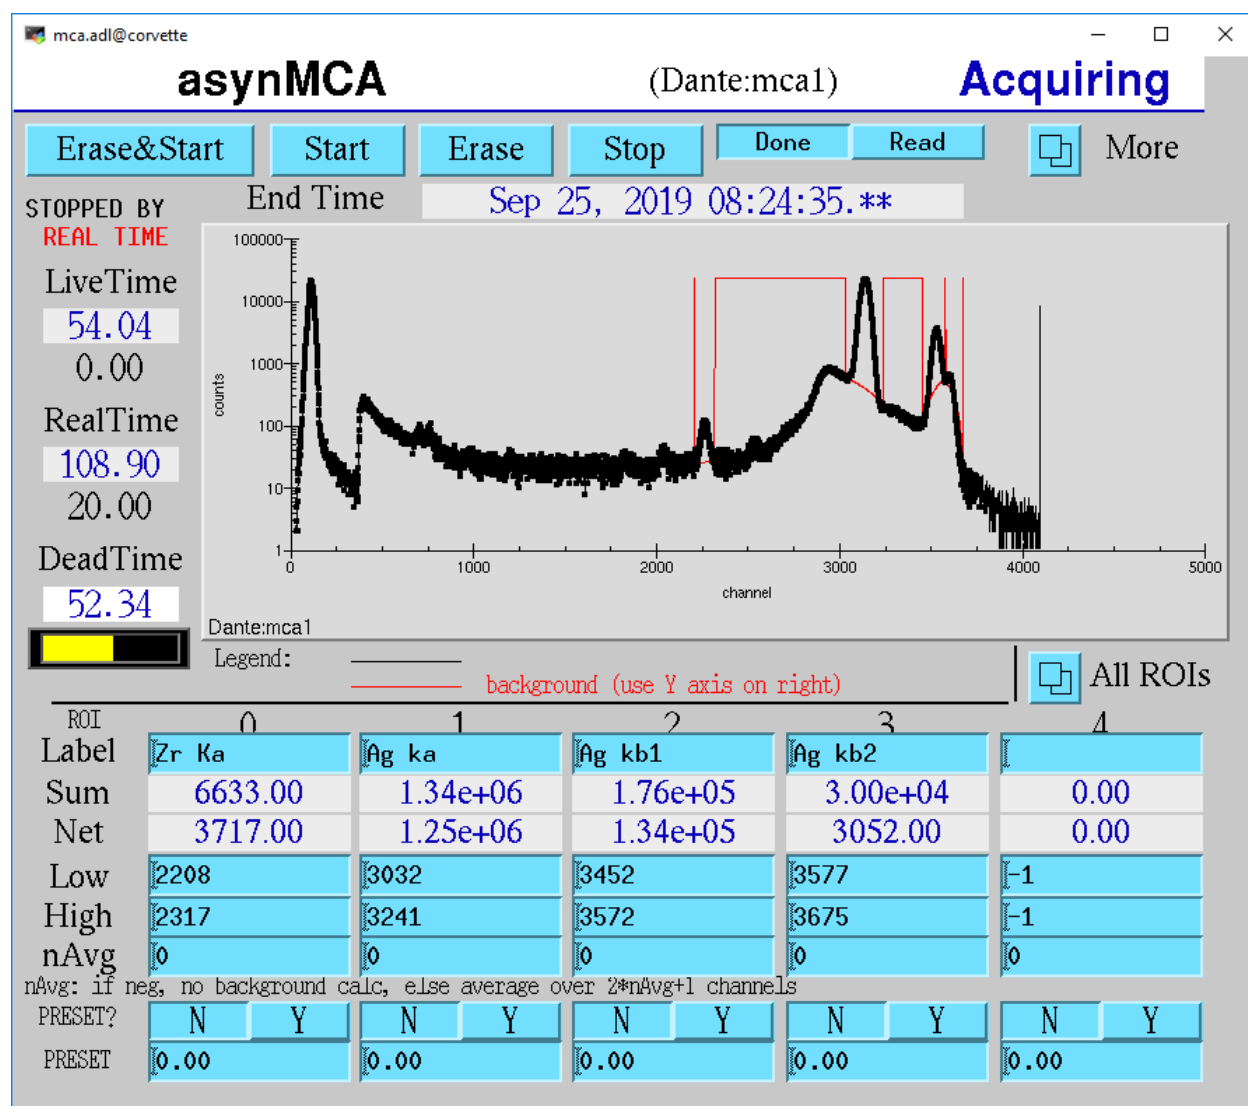 mca.adl@corvette
asynMCA (Dante:mca1) Acquiring
Erase&Start Start Erase Stop Done Read More
STOPPED BY End Time Sep 25, 2019 08:24:35.**
REAL TIME
LiveTime
54.04
0.00
RealTime
108.90
20.00
DeadTime
52.34
100000
10000
1000
100
10
1
counts
0 1000 2000 3000 4000 5000
channel
Dante:mca1
Legend:
background (use Y axis on right)
All ROIs
ROI 0 1 2 3 4
Label Zr Ka Ag ka Ag kb1 Ag kb2
Sum 6633.00 1.34e+06 1.76e+05 3.00e+04 0.00
Net 3717.00 1.25e+06 1.34e+05 3052.00 0.00
Low 2208 3032 3452 3577 -1
High 2317 3241 3572 3675 -1
nAvg 0 0 0 0 0
nAvg: if neg, no background calc, else average over 2*nAvg+1 channels
PRESET? N Y N Y N Y N Y N Y
PRESET 0.00 0.00 0.00 0.00 0.00